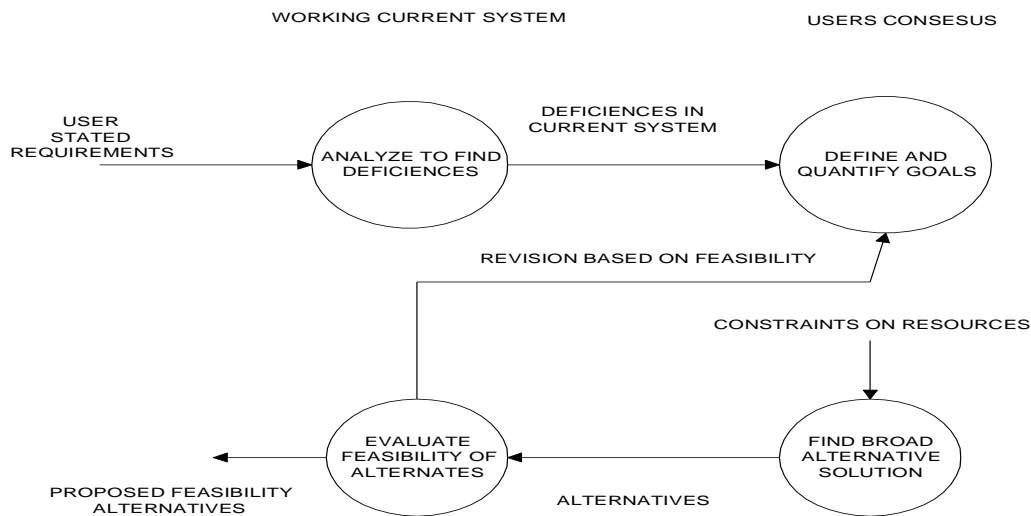 WORKING CURRENT SYSTEM
USERS CONSESUS
USER
STATED
REQUIREMENTS
ANALYZE TO FIND
DEFICIENCES
DEFICIENCES IN
CURRENT SYSTEM
DEFINE AND
QUANTIFY GOALS
REVISION BASED ON FEASIBILITY
CONSTRAINTS ON RESOURCES
EVALUATE
FEASIBILITY OF
ALTERNATES
FIND BROAD
ALTERNATIVE
SOLUTION
PROPOSED FEASIBILITY
ALTERNATIVES
ALTERNATIVES